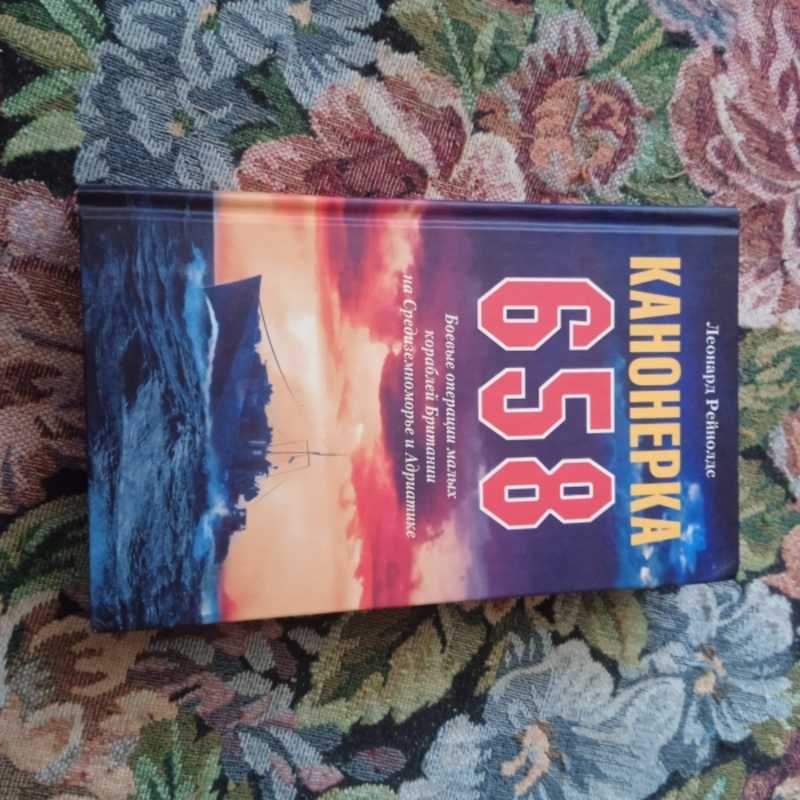 Леонард Рейнолдс
КАНОНЕРКА
658
Боевые операции малых
кораблей Британии
на Средиземноморье и Адриатике